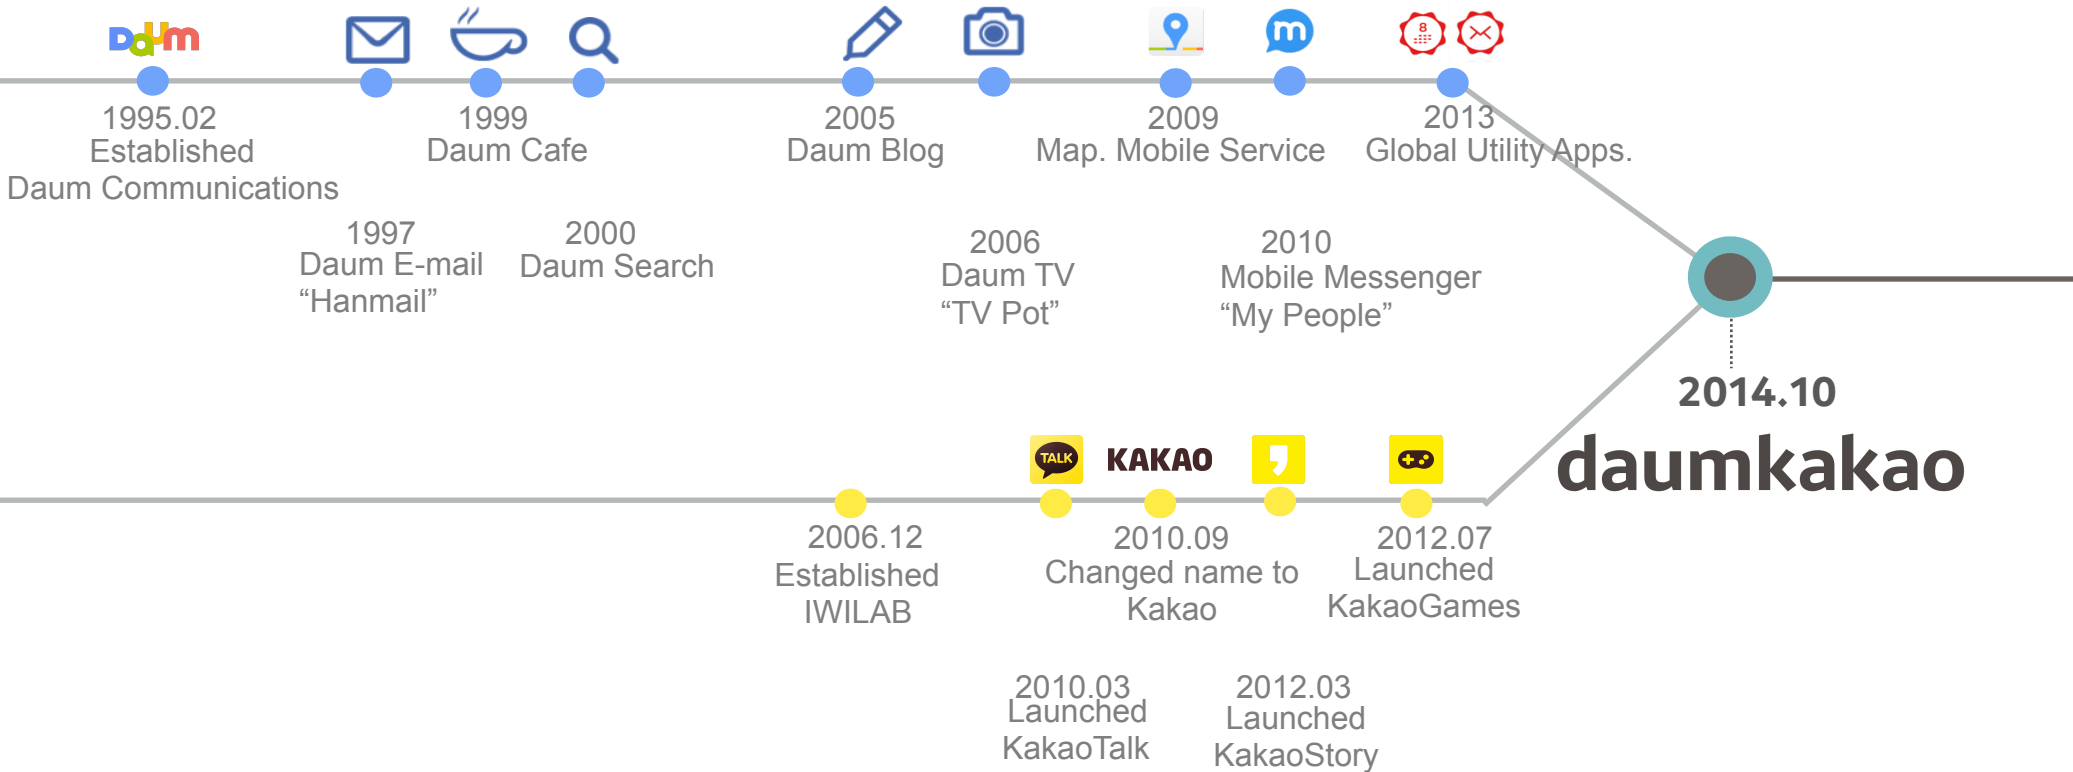 Daum
m
8
1995.02
Established
Daum Communications
1997
Daum E-mail
“Hanmail”
1999
Daum Cafe
2000
Daum Search
2005
Daum Blog
2006
Daum TV
“TV Pot”
2009
Map. Mobile Service
2010
Mobile Messenger
“My People”
2013
Global Utility Apps.
2014.10
daumkakao
TALK
KAKAO
2006.12
Established
IWILAB
2010.03
Launched
KakaoTalk
2010.09
Changed name to
Kakao
2012.03
Launched
KakaoStory
2012.07
Launched
KakaoGames